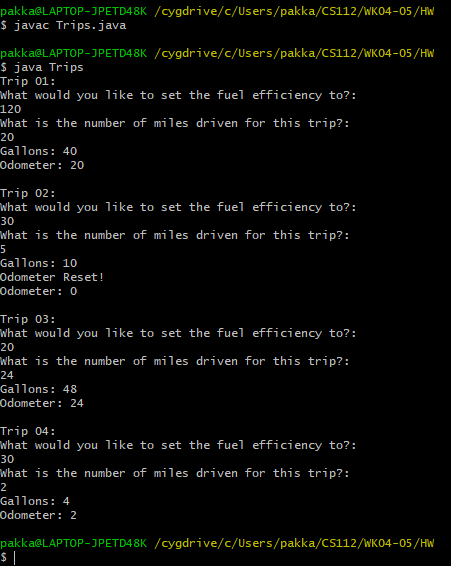 pakka@LAPTOP-JPETD48K /cygdrive/c/Users/pakka/CS112/WK04-05/HW
$ javac Trips.java
pakka@LAPTOP-JPETD48K /cygdrive/c/Users/pakka/CS112/WK04-05/HW
$ java Trips
Trip 01:
What would you like to set the fuel efficiency to?:
120
What is the number of miles driven for this trip?:
20
Gallons: 40
Odometer: 20
Trip 02:
What would you like to set the fuel efficiency to?:
30
What is the number of miles driven for this trip?:
5
Gallons: 10
Odometer Reset!
Odometer: 0
Trip 03:
What would you like to set the fuel efficiency to?:
20
What is the number of miles driven for this trip?:
24
Gallons: 48
Odometer: 24
Trip 04:
What would you like to set the fuel efficiency to?:
30
What is the number of miles driven for this trip?:
2
Gallons: 4
Odometer: 2
pakka@LAPTOP-JPETD48K /cygdrive/c/Users/pakka/CS112/WK04-05/HW
$